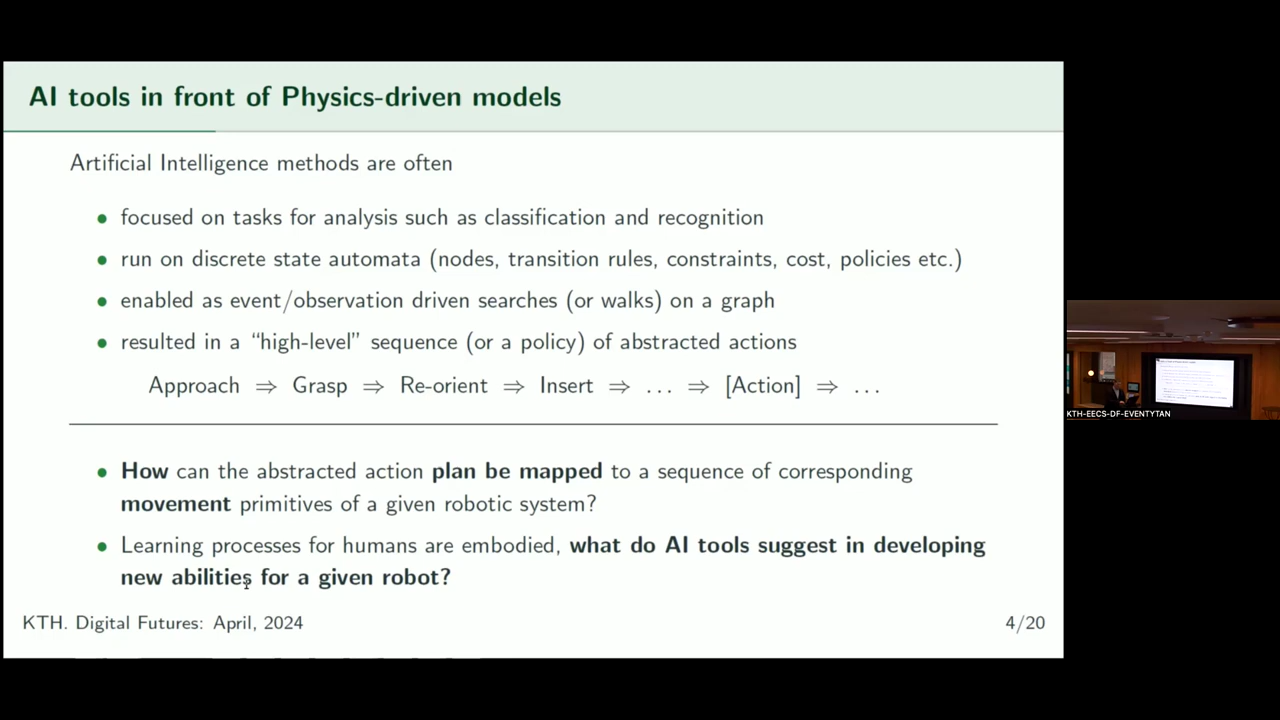 AI tools in front of Physics-driven models
Artificial Intelligence methods are often
• focused on tasks for analysis such as classification and recognition
• run on discrete state automata (nodes, transition rules, constraints, cost, policies etc.)
• enabled as event/observation driven searches (or walks) on a graph
• resulted in a “high-level” sequence (or a policy) of abstracted actions
Approach ⇒ Grasp ⇒ Re-orient ⇒ Insert ⇒ ... ⇒ [Action] ⇒ ...
• How can the abstracted action plan be mapped to a sequence of corresponding
movement primitives of a given robotic system?
• Learning processes for humans are embodied, what do AI tools suggest in developing
new abilities for a given robot?
KTH. Digital Futures: April, 2024
4/20
KTH-EECS-DF-EVENTYTAN